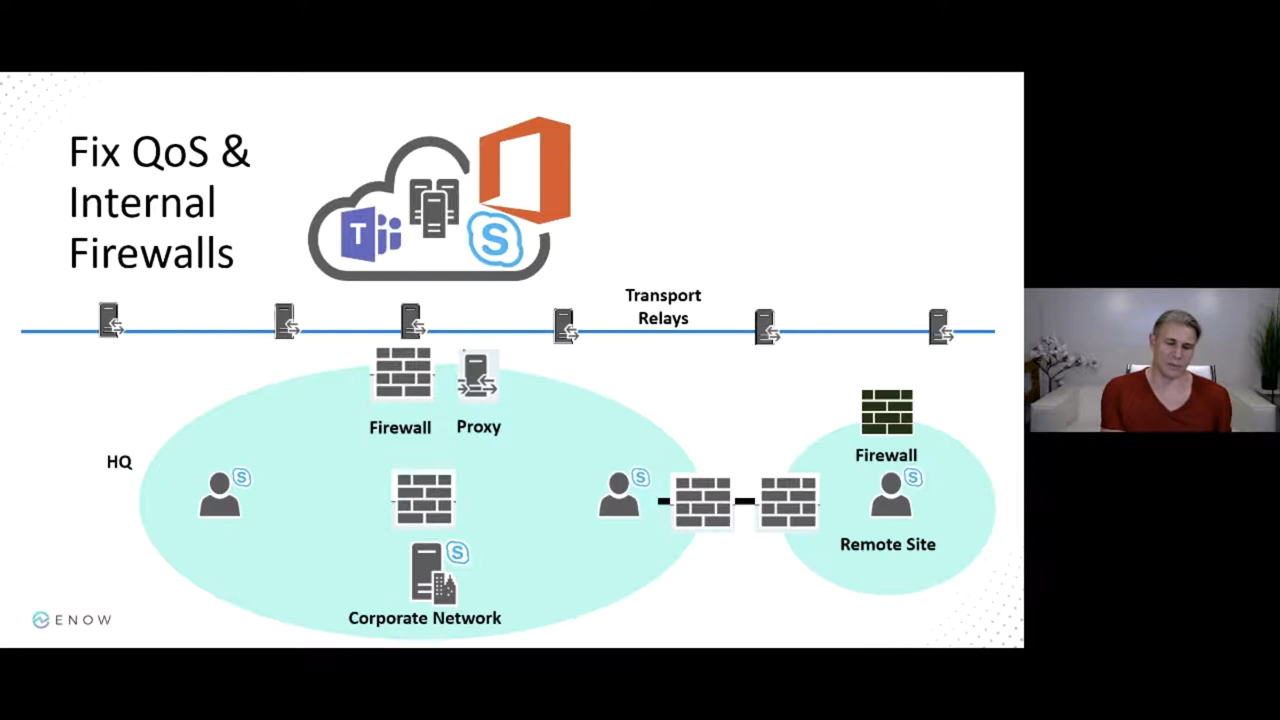 Fix QoS &
Internal
Firewalls
T
S
Transport
Relays
Firewall
Proxy
HQ
S
S
Firewall
S
Remote Site
S
Corporate Network
ENOW